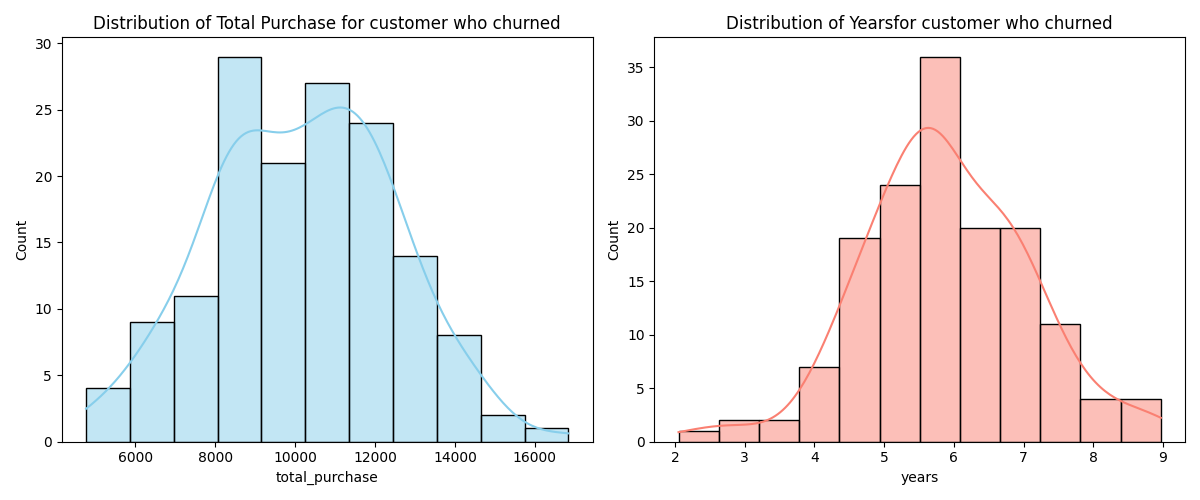 Distribution of Total Purchase for customer who churned
30
25
20
15
10
5
0
Count
6000 8000 10000 12000 14000 16000
total_purchase
Distribution of Yearsfor customer who churned
35
30
25
20
15
10
5
0
Count
2 3 4 5 6 7 8 9
years